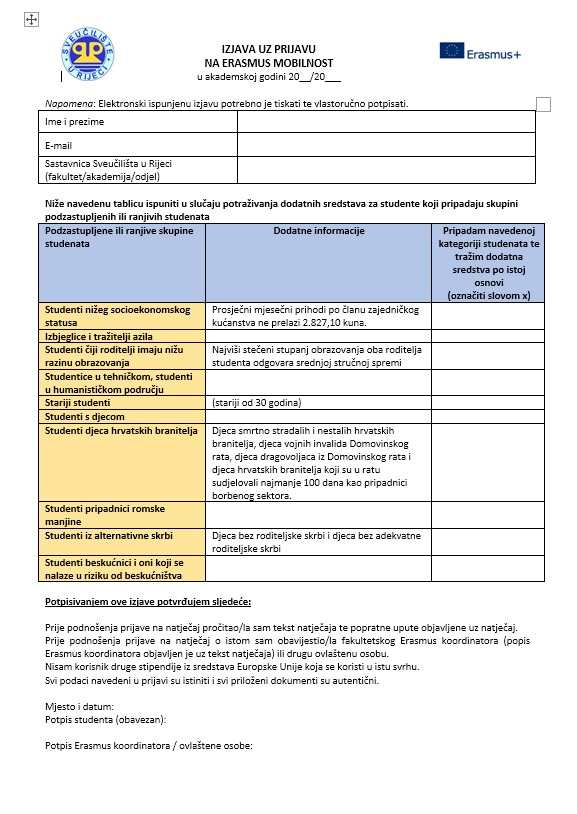 SVEUČILIŠTE
U RIJECI
IZJAVA UZ PRIJAVU
NA ERASMUS MOBILNOST
u akademskoj godini 20__/20___
Erasmus+
Napomena: Elektronski ispunjenu izjavu potrebno je tiskati te vlastoručno potpisati.
Ime i prezime
E-mail
Sastavnica Sveučilišta u Rijeci
(fakultet/akademija/odjel)
Niže navedenu tablicu ispuniti u slučaju potraživanja dodatnih sredstava za studente koji pripadaju skupini
podzastupljenih ili ranjivih studenata
Podzastupljene ili ranjive skupine
studenata
Dodatne informacije
Pripadam navedenoj
kategoriji studenata te
tražim dodatna
sredstva po istoj
osnovi
(označiti slovom x)
Studenti nižeg socioekonomskog
statusa
Prosječni mjesečni prihodi po članu zajedničkog
kućanstva ne prelazi 2.827,10 kuna.
Izbjeglice i tražitelji azila
Studenti čiji roditelji imaju nižu
razinu obrazovanja
Najviši stečeni stupanj obrazovanja oba roditelja
studenta odgovara srednjoj stručnoj spremi
Studentice u tehničkom, studenti
u humanističkom području
Stariji studenti
(stariji od 30 godina)
Studenti s djecom
Studenti djeca hrvatskih branitelja
Djeca smrtno stradalih i nestalih hrvatskih
branitelja, djeca vojnih invalida Domovinskog
rata, djeca dragovoljaca iz Domovinskog rata i
djeca hrvatskih branitelja koji su u ratu
sudjelovali najmanje 100 dana kao pripadnici
borbenog sektora.
Studenti pripadnici romske
manjine
Studenti iz alternativne skrbi
Djeca bez roditeljske skrbi i djeca bez adekvatne
roditeljske skrbi
Studenti beskućnici i oni koji se
nalaze u riziku od beskućništva
Potpisivanjem ove izjave potvrđujem sljedeće:
Prije podnošenja prijave na natječaj pročitao/la sam tekst natječaja te popratne upute objavljene uz natječaj.
Prije podnošenja prijave na natječaj o istom sam obavijestio/la fakultetskog Erasmus koordinatora (popis
Erasmus koordinatora objavljen je uz tekst natječaja) ili drugu ovlaštenu osobu.
Nisam korisnik druge stipendije iz sredstava Europske Unije koja se koristi u istu svrhu.
Svi podaci navedeni u prijavi su istiniti i svi priloženi dokumenti su autentični.
Mjesto i datum:
Potpis studenta (obavezan):
Potpis Erasmus koordinatora / ovlaštene osobe: